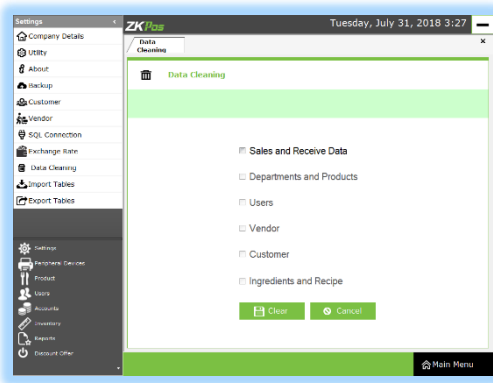 Settings
Company Details
Utility
About
Backup
Customer
Vendor
SQL Connection
Exchange Rate
Data Cleaning
Import Tables
Export Tables
Settings
Peripheral Devices
Product
Users
Accounts
Inventory
Reports
Discount Offer
ZKPos
Tuesday, July 31, 2018 3:27
Data
Cleaning
Data Cleaning
Sales and Receive Data
Departments and Products
Users
Vendor
Customer
Ingredients and Recipe
Clear
Cancel
Main Menu